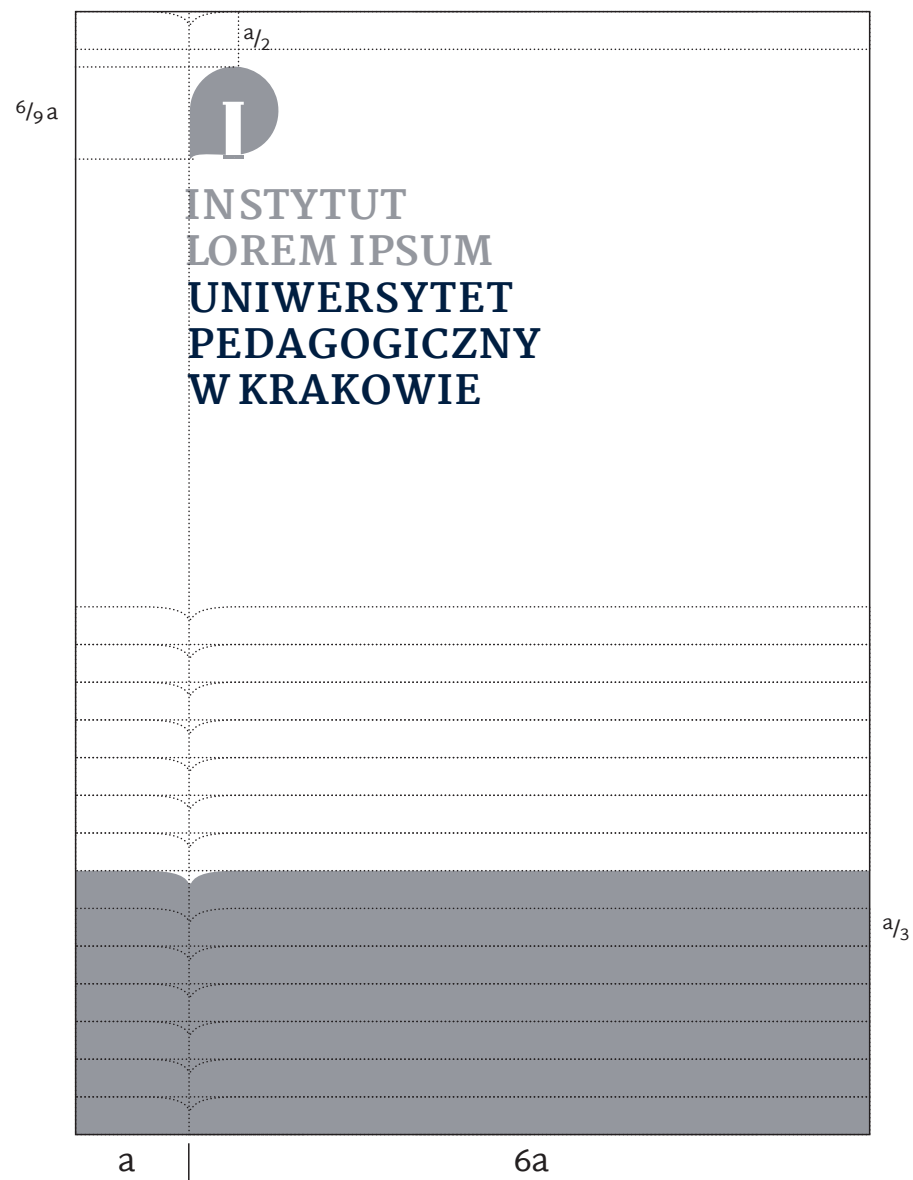 a/2
6/9 a
I
INSTYTUT
LOREM IPSUM
UNIWERSYTET
PEDAGOGICZNY
W KRAKOWIE
a/3
a
6a